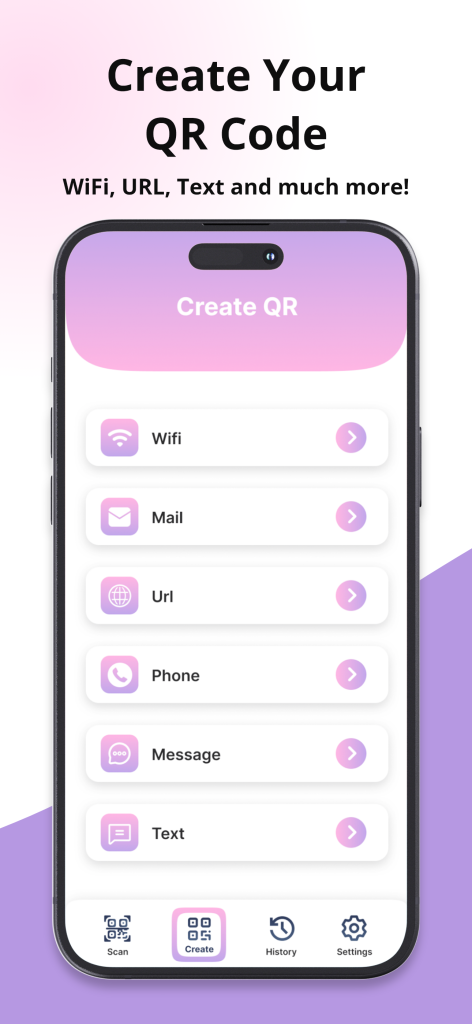 Create Your
QR Code
WiFi, URL, Text and much more!
Create QR
Wifi
Mail
Url
Phone
Message
Text
Scan
Create
History
Settings